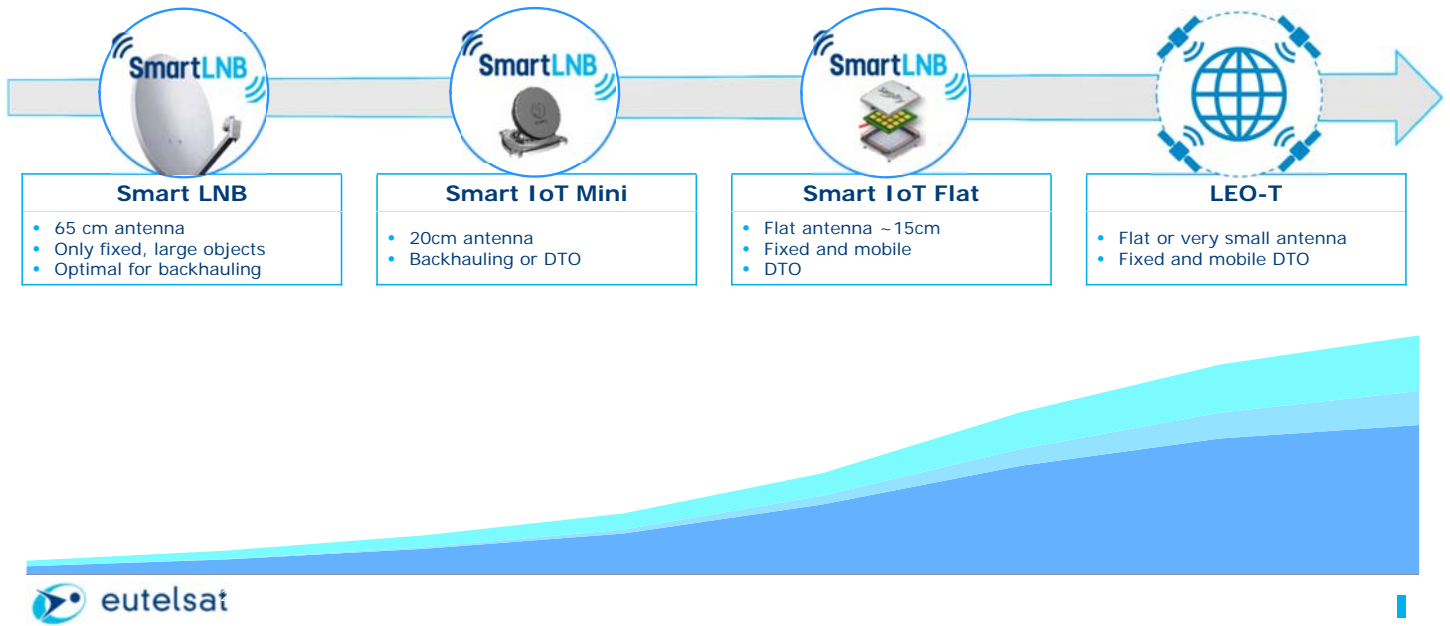 SmartLNB
SmartLNB
SmartLNB
Smart LNB
• 65 cm antenna
• Only fixed, large objects
• Optimal for backhauling
Smart IoT Mini
• 20cm antenna
• Backhauling or DTO
Smart IoT Flat
• Flat antenna ~15cm
• Fixed and mobile
• DTO
LEO-T
• Flat or very small antenna
• Fixed and mobile DTO
eutelsat